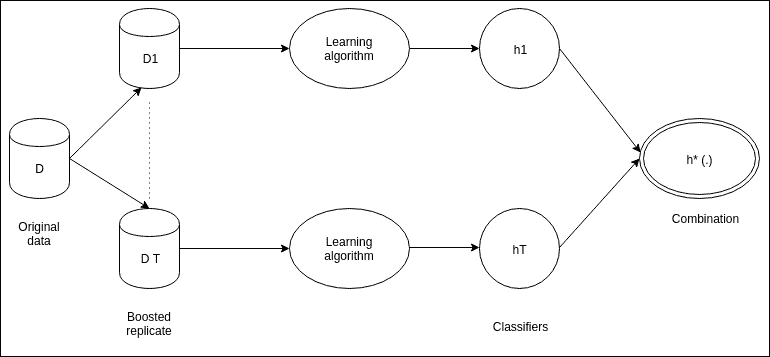 D1
Learning
algorithm
h1
D
h* (.)
Original
data
Combination
D T
Learning
algorithm
hT
Boosted
replicate
Classifiers